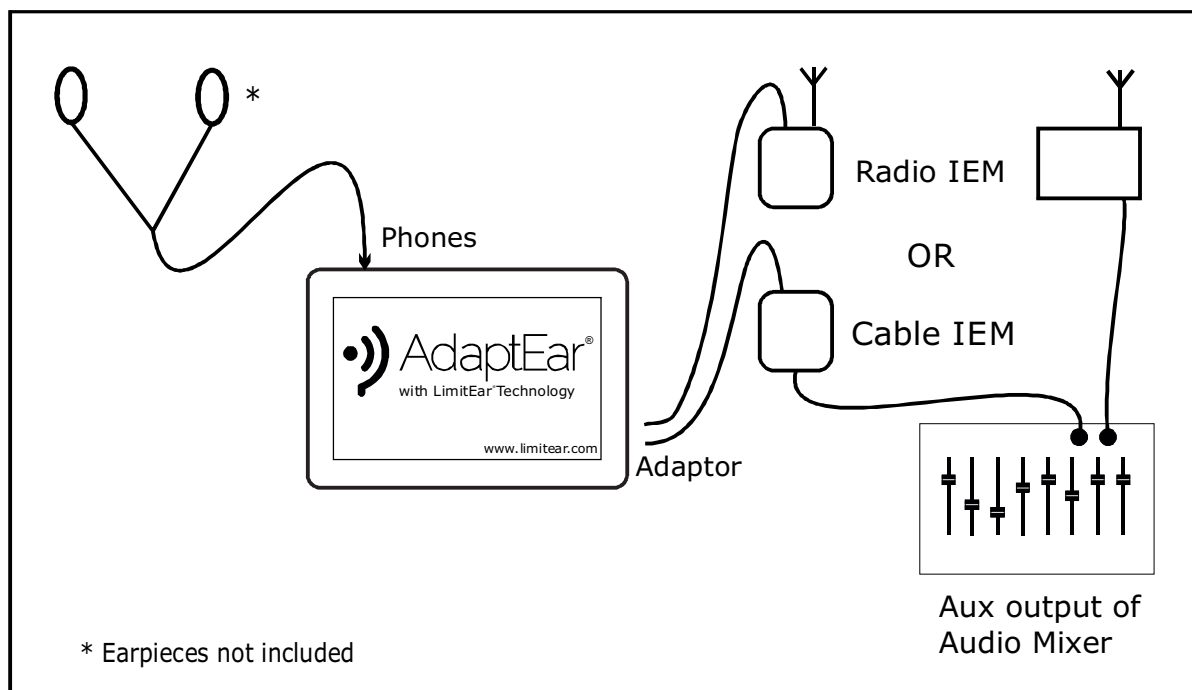 *
Radio IEM
Phones
OR
AdaptEar®
with LimitEar®Technology
Cable IEM
www.limitear.com
Adaptor
Aux output of
Audio Mixer
* Earpieces not included